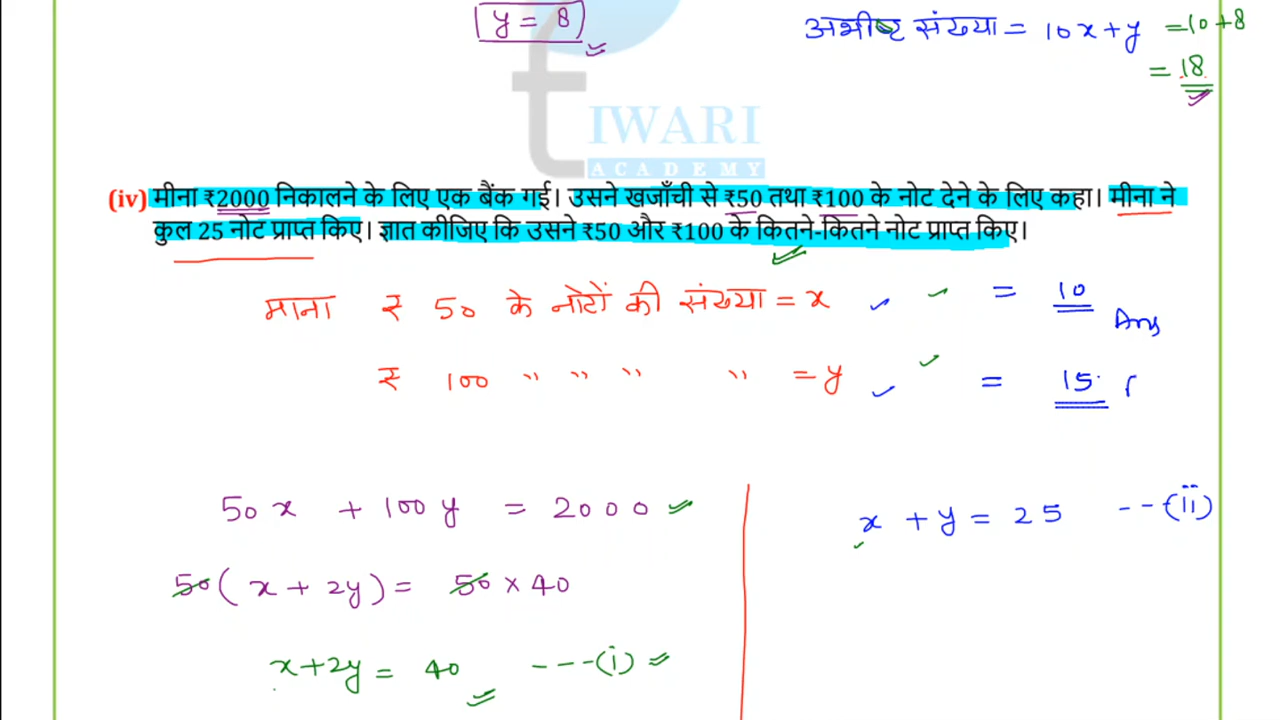 y = 8
अभीष्ट संख्या = 10x+y = 10+8
= 18
t
IWARI
ACADEMY
(iv) मीना ₹2000 निकालने के लिए एक बैंक गई। उसने खजाँची से ₹50 तथा ₹100 के नोट देने के लिए कहा। मीना ने
कुल 25 नोट प्राप्त किए। ज्ञात कीजिए कि उसने ₹50 और ₹100 के कितने-कितने नोट प्राप्त किए।
माना ₹ 50 के नोटों की संख्या = x = 10
Ans
₹ 100 " " " " = y = 15
50x + 100y = 2000
x + y = 25 --(ii)
50(x + 2y) = 50 × 40
x+2y = 40 ---(i)